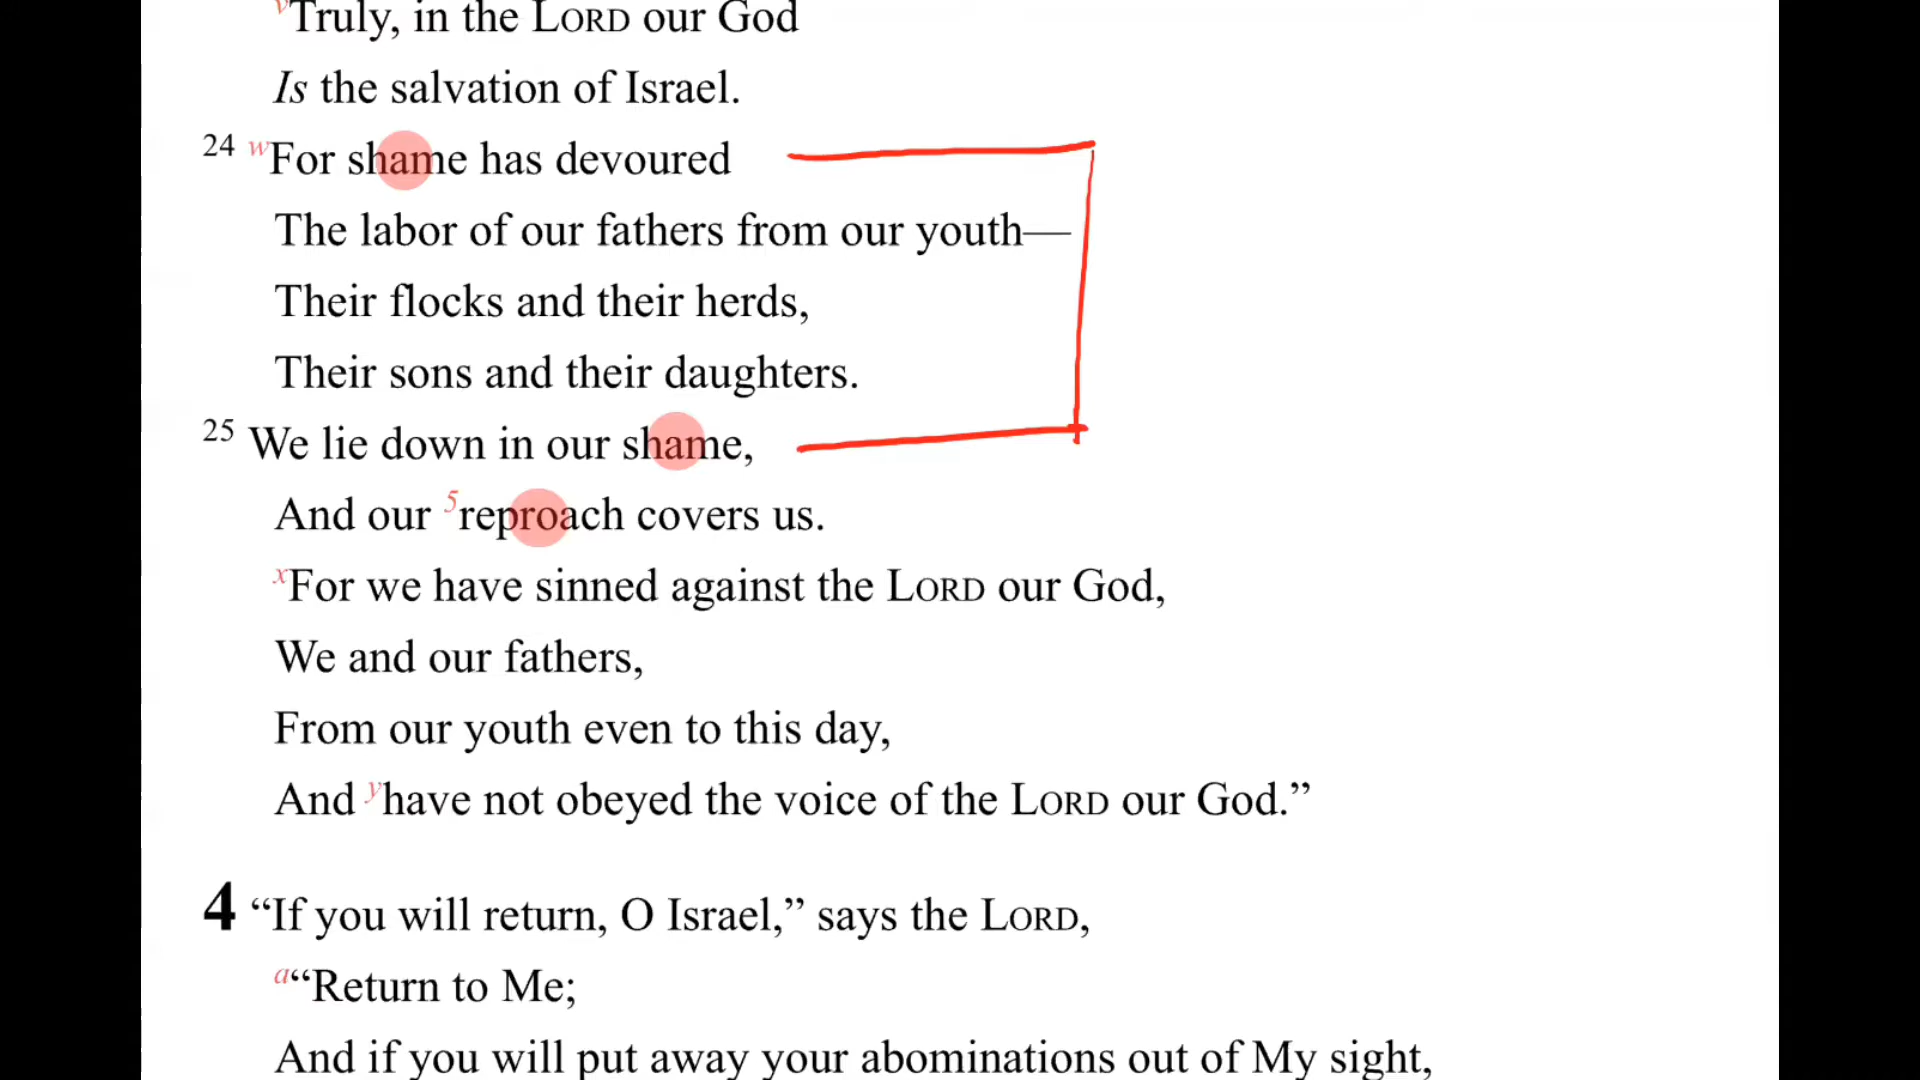 vTruly, in the LORD our God
Is the salvation of Israel.
24 wFor shame has devoured
The labor of our fathers from our youth—
Their flocks and their herds,
Their sons and their daughters.
25 We lie down in our shame,
And our 5reproach covers us.
xFor we have sinned against the LORD our God,
We and our fathers,
From our youth even to this day,
And yhave not obeyed the voice of the LORD our God.”
4 “If you will return, O Israel,” says the LORD,
a“Return to Me;
And if you will put away your abominations out of My sight,